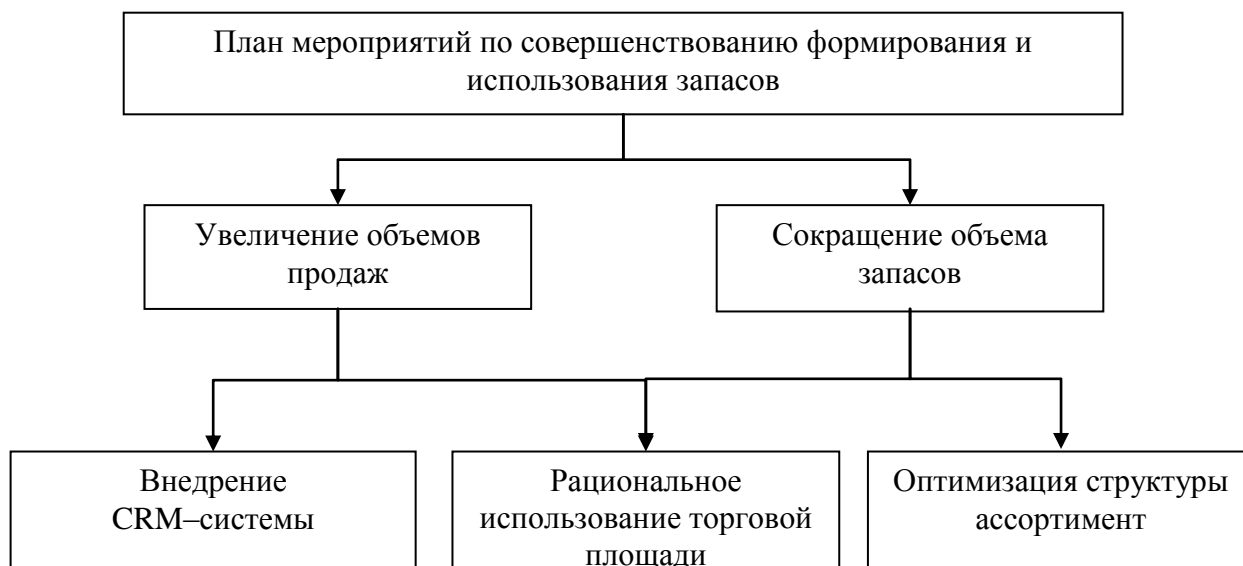 План мероприятий по совершенствованию формирования и
использования запасов
Увеличение объемов
продаж
Сокращение объема
запасов
Внедрение
CRM–системы
Рациональное
использование торговой
площади
Оптимизация структуры
ассортимент